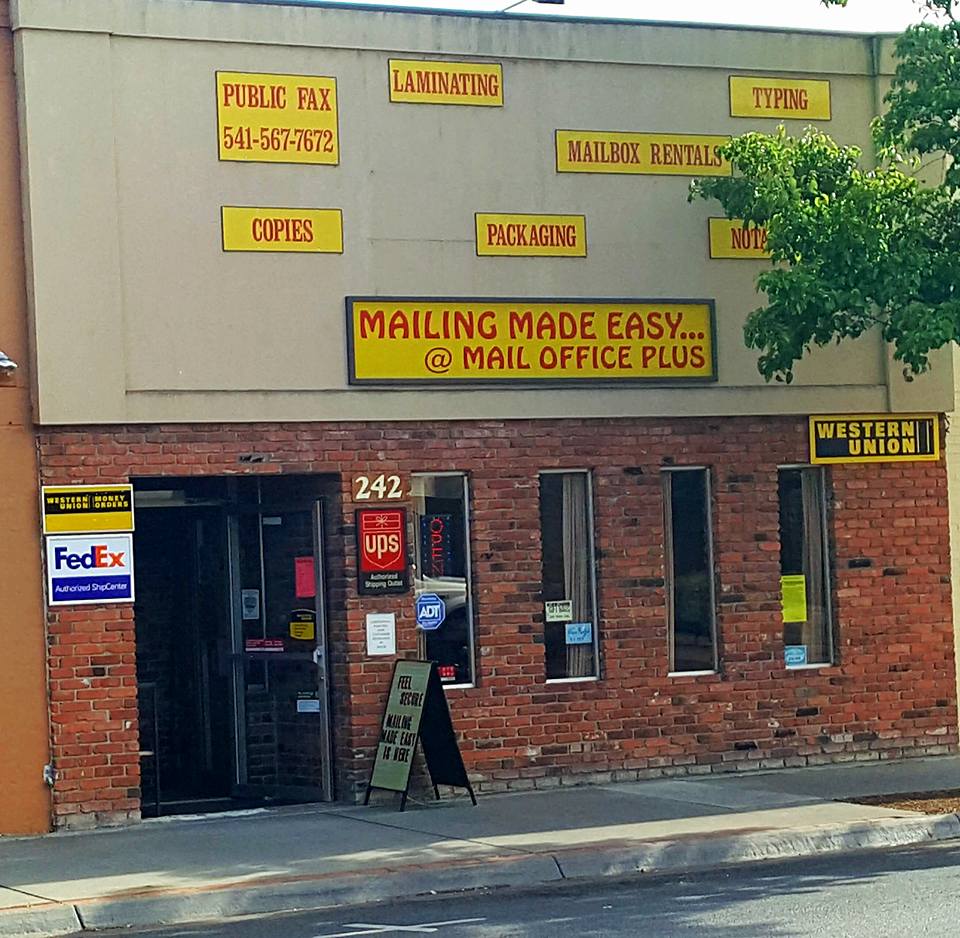 PUBLIC FAX
541-567-7672
LAMINATING
TYPING
MAILBOX RENTALS
COPIES
PACKAGING
NOTA
MAILING MADE EASY...
@ MAIL OFFICE PLUS
WESTERN
UNION
WESTERN UNION
MONEY ORDERS
FedEx
Authorized ShipCenter
242
ups
Authorized
Shipping Outlet
OPEN
ADT
FEEL
SECURE
MAILING
MADE EASY
IS HERE